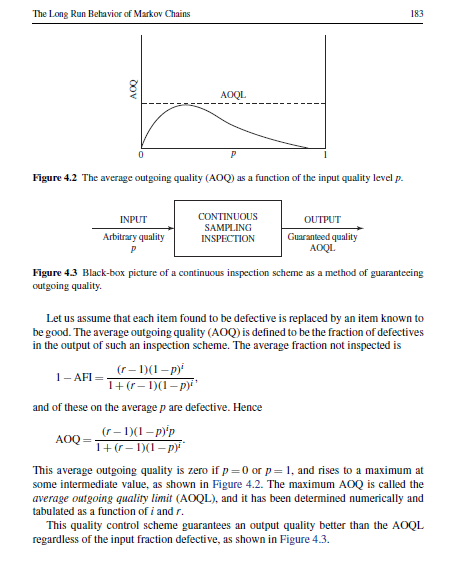 The Long Run Behavior of Markov Chains 183
AOQ
AOQL
0 p 1
Figure 4.2 The average outgoing quality (AOQ) as a function of the input quality level p.
INPUT
Arbitrary quality
p
CONTINUOUS
SAMPLING
INSPECTION
OUTPUT
Guaranteed quality
AOQL
Figure 4.3 Black-box picture of a continuous inspection scheme as a method of guaranteeing
outgoing quality.
Let us assume that each item found to be defective is replaced by an item known to
be good. The average outgoing quality (AOQ) is defined to be the fraction of defectives
in the output of such an inspection scheme. The average fraction not inspected is
1 − AFI = (r − 1)(1 − p)^i / 1 + (r − 1)(1 − p)^i,
and of these on the average p are defective. Hence
AOQ = (r − 1)(1 − p)^i p / 1 + (r − 1)(1 − p)^i.
This average outgoing quality is zero if p = 0 or p = 1, and rises to a maximum at
some intermediate value, as shown in Figure 4.2. The maximum AOQ is called the
average outgoing quality limit (AOQL), and it has been determined numerically and
tabulated as a function of i and r.
This quality control scheme guarantees an output quality better than the AOQL
regardless of the input fraction defective, as shown in Figure 4.3.